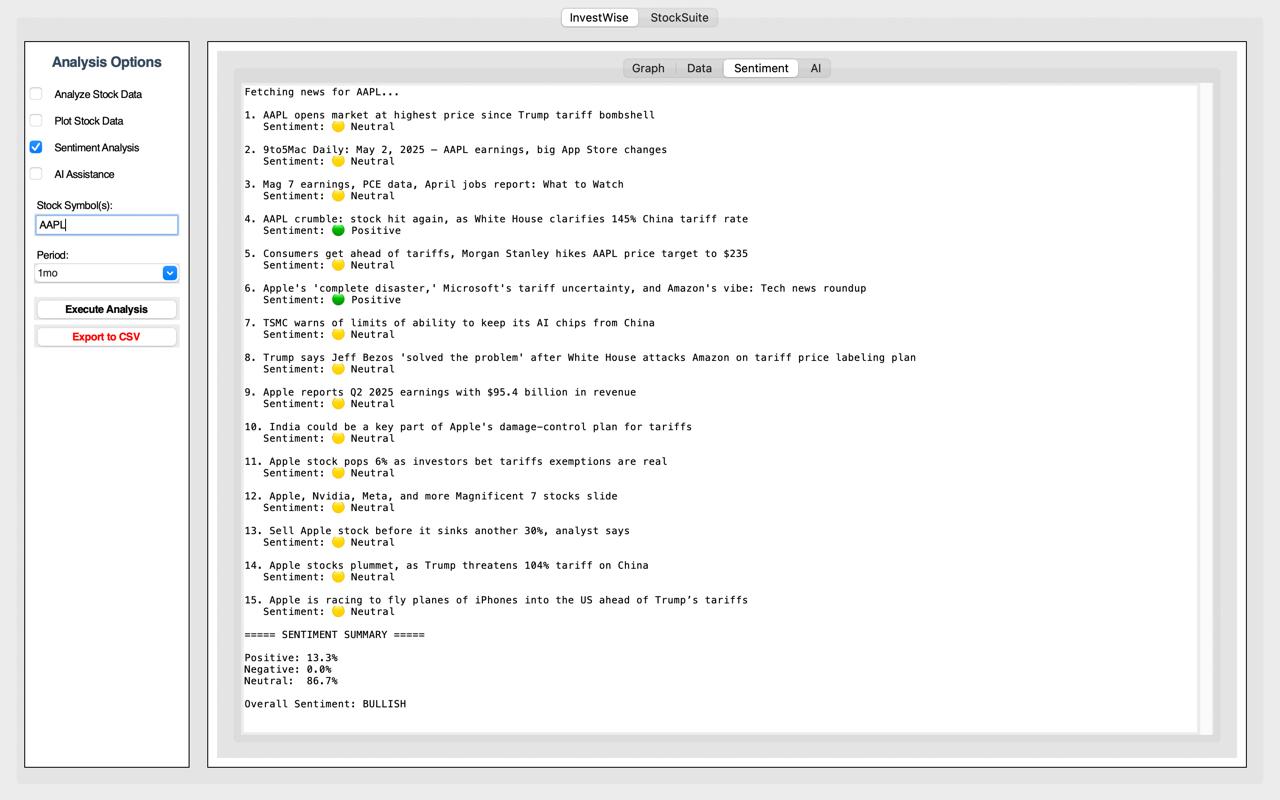 InvestWise StockSuite
Analysis Options
Analyze Stock Data
Plot Stock Data
Sentiment Analysis
AI Assistance
Stock Symbol(s):
AAPL
Period:
1mo
Execute Analysis
Export to CSV
Graph Data Sentiment AI
Fetching news for AAPL...
1. AAPL opens market at highest price since Trump tariff bombshell
Sentiment: 🟡 Neutral
2. 9to5Mac Daily: May 2, 2025 – AAPL earnings, big App Store changes
Sentiment: 🟡 Neutral
3. Mag 7 earnings, PCE data, April jobs report: What to Watch
Sentiment: 🟡 Neutral
4. AAPL crumble: stock hit again, as White House clarifies 145% China tariff rate
Sentiment: 🟢 Positive
5. Consumers get ahead of tariffs, Morgan Stanley hikes AAPL price target to $235
Sentiment: 🟡 Neutral
6. Apple's 'complete disaster,' Microsoft's tariff uncertainty, and Amazon's vibe: Tech news roundup
Sentiment: 🟢 Positive
7. TSMC warns of limits of ability to keep its AI chips from China
Sentiment: 🟡 Neutral
8. Trump says Jeff Bezos 'solved the problem' after White House attacks Amazon on tariff price labeling plan
Sentiment: 🟡 Neutral
9. Apple reports Q2 2025 earnings with $95.4 billion in revenue
Sentiment: 🟡 Neutral
10. India could be a key part of Apple's damage-control plan for tariffs
Sentiment: 🟡 Neutral
11. Apple stock pops 6% as investors bet tariffs exemptions are real
Sentiment: 🟡 Neutral
12. Apple, Nvidia, Meta, and more Magnificent 7 stocks slide
Sentiment: 🟡 Neutral
13. Sell Apple stock before it sinks another 30%, analyst says
Sentiment: 🟡 Neutral
14. Apple stocks plummet, as Trump threatens 104% tariff on China
Sentiment: 🟡 Neutral
15. Apple is racing to fly planes of iPhones into the US ahead of Trump’s tariffs
Sentiment: 🟡 Neutral
===== SENTIMENT SUMMARY =====
Positive: 13.3%
Negative: 0.0%
Neutral: 86.7%
Overall Sentiment: BULLISH